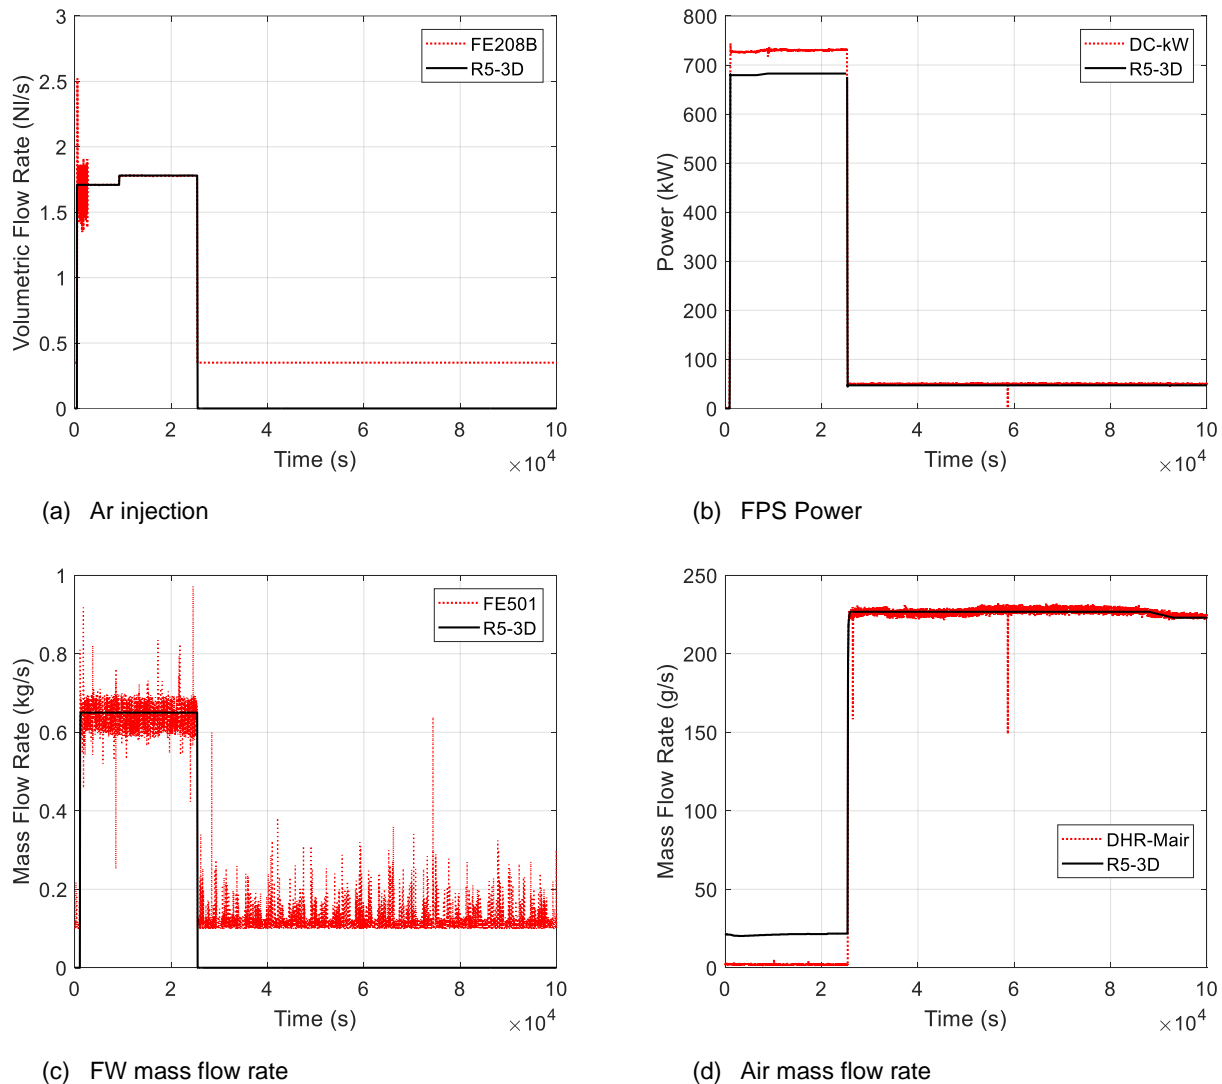 3
2.5
2
1.5
1
0.5
0
0 2 4 6 8 10
×10^4
Volumetric Flow Rate (Nl/s)
Time (s)
FE208B
R5-3D
(a) Ar injection
800
700
600
500
400
300
200
100
0
0 2 4 6 8 10
×10^4
Power (kW)
Time (s)
DC-kW
R5-3D
(b) FPS Power
1
0.8
0.6
0.4
0.2
0
0 2 4 6 8 10
×10^4
Mass Flow Rate (kg/s)
Time (s)
FE501
R5-3D
(c) FW mass flow rate
250
200
150
100
50
0
0 2 4 6 8 10
×10^4
Mass Flow Rate (g/s)
Time (s)
DHR-Mair
R5-3D
(d) Air mass flow rate